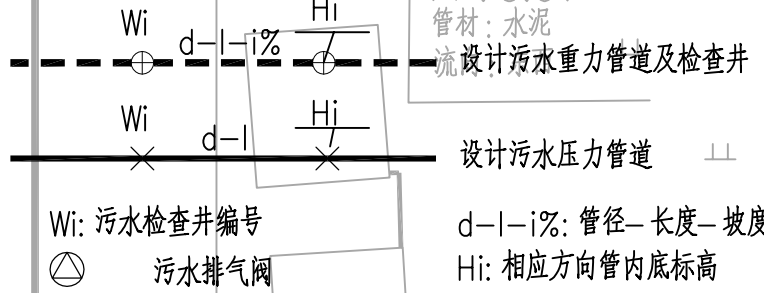 管材：水泥
Wi
Hi
d-l-i%
设计污水重力管道及检查井
Wi
Hi
d-l
设计污水压力管道
Wi: 污水检查井编号
d-l-i%: 管径-长度-坡度
污水排气阀
Hi: 相应方向管内底标高